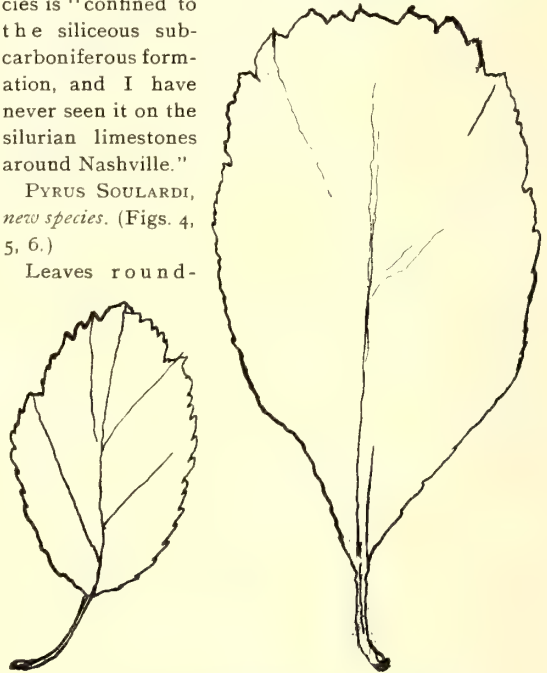 cies is "confined to
the siliceous sub-
carboniferous form-
ation, and I have
never seen it on the
silurian limestones
around Nashville."
PYRUS SOULARDI,
new species. (Figs. 4,
5, 6.)
Leaves round-